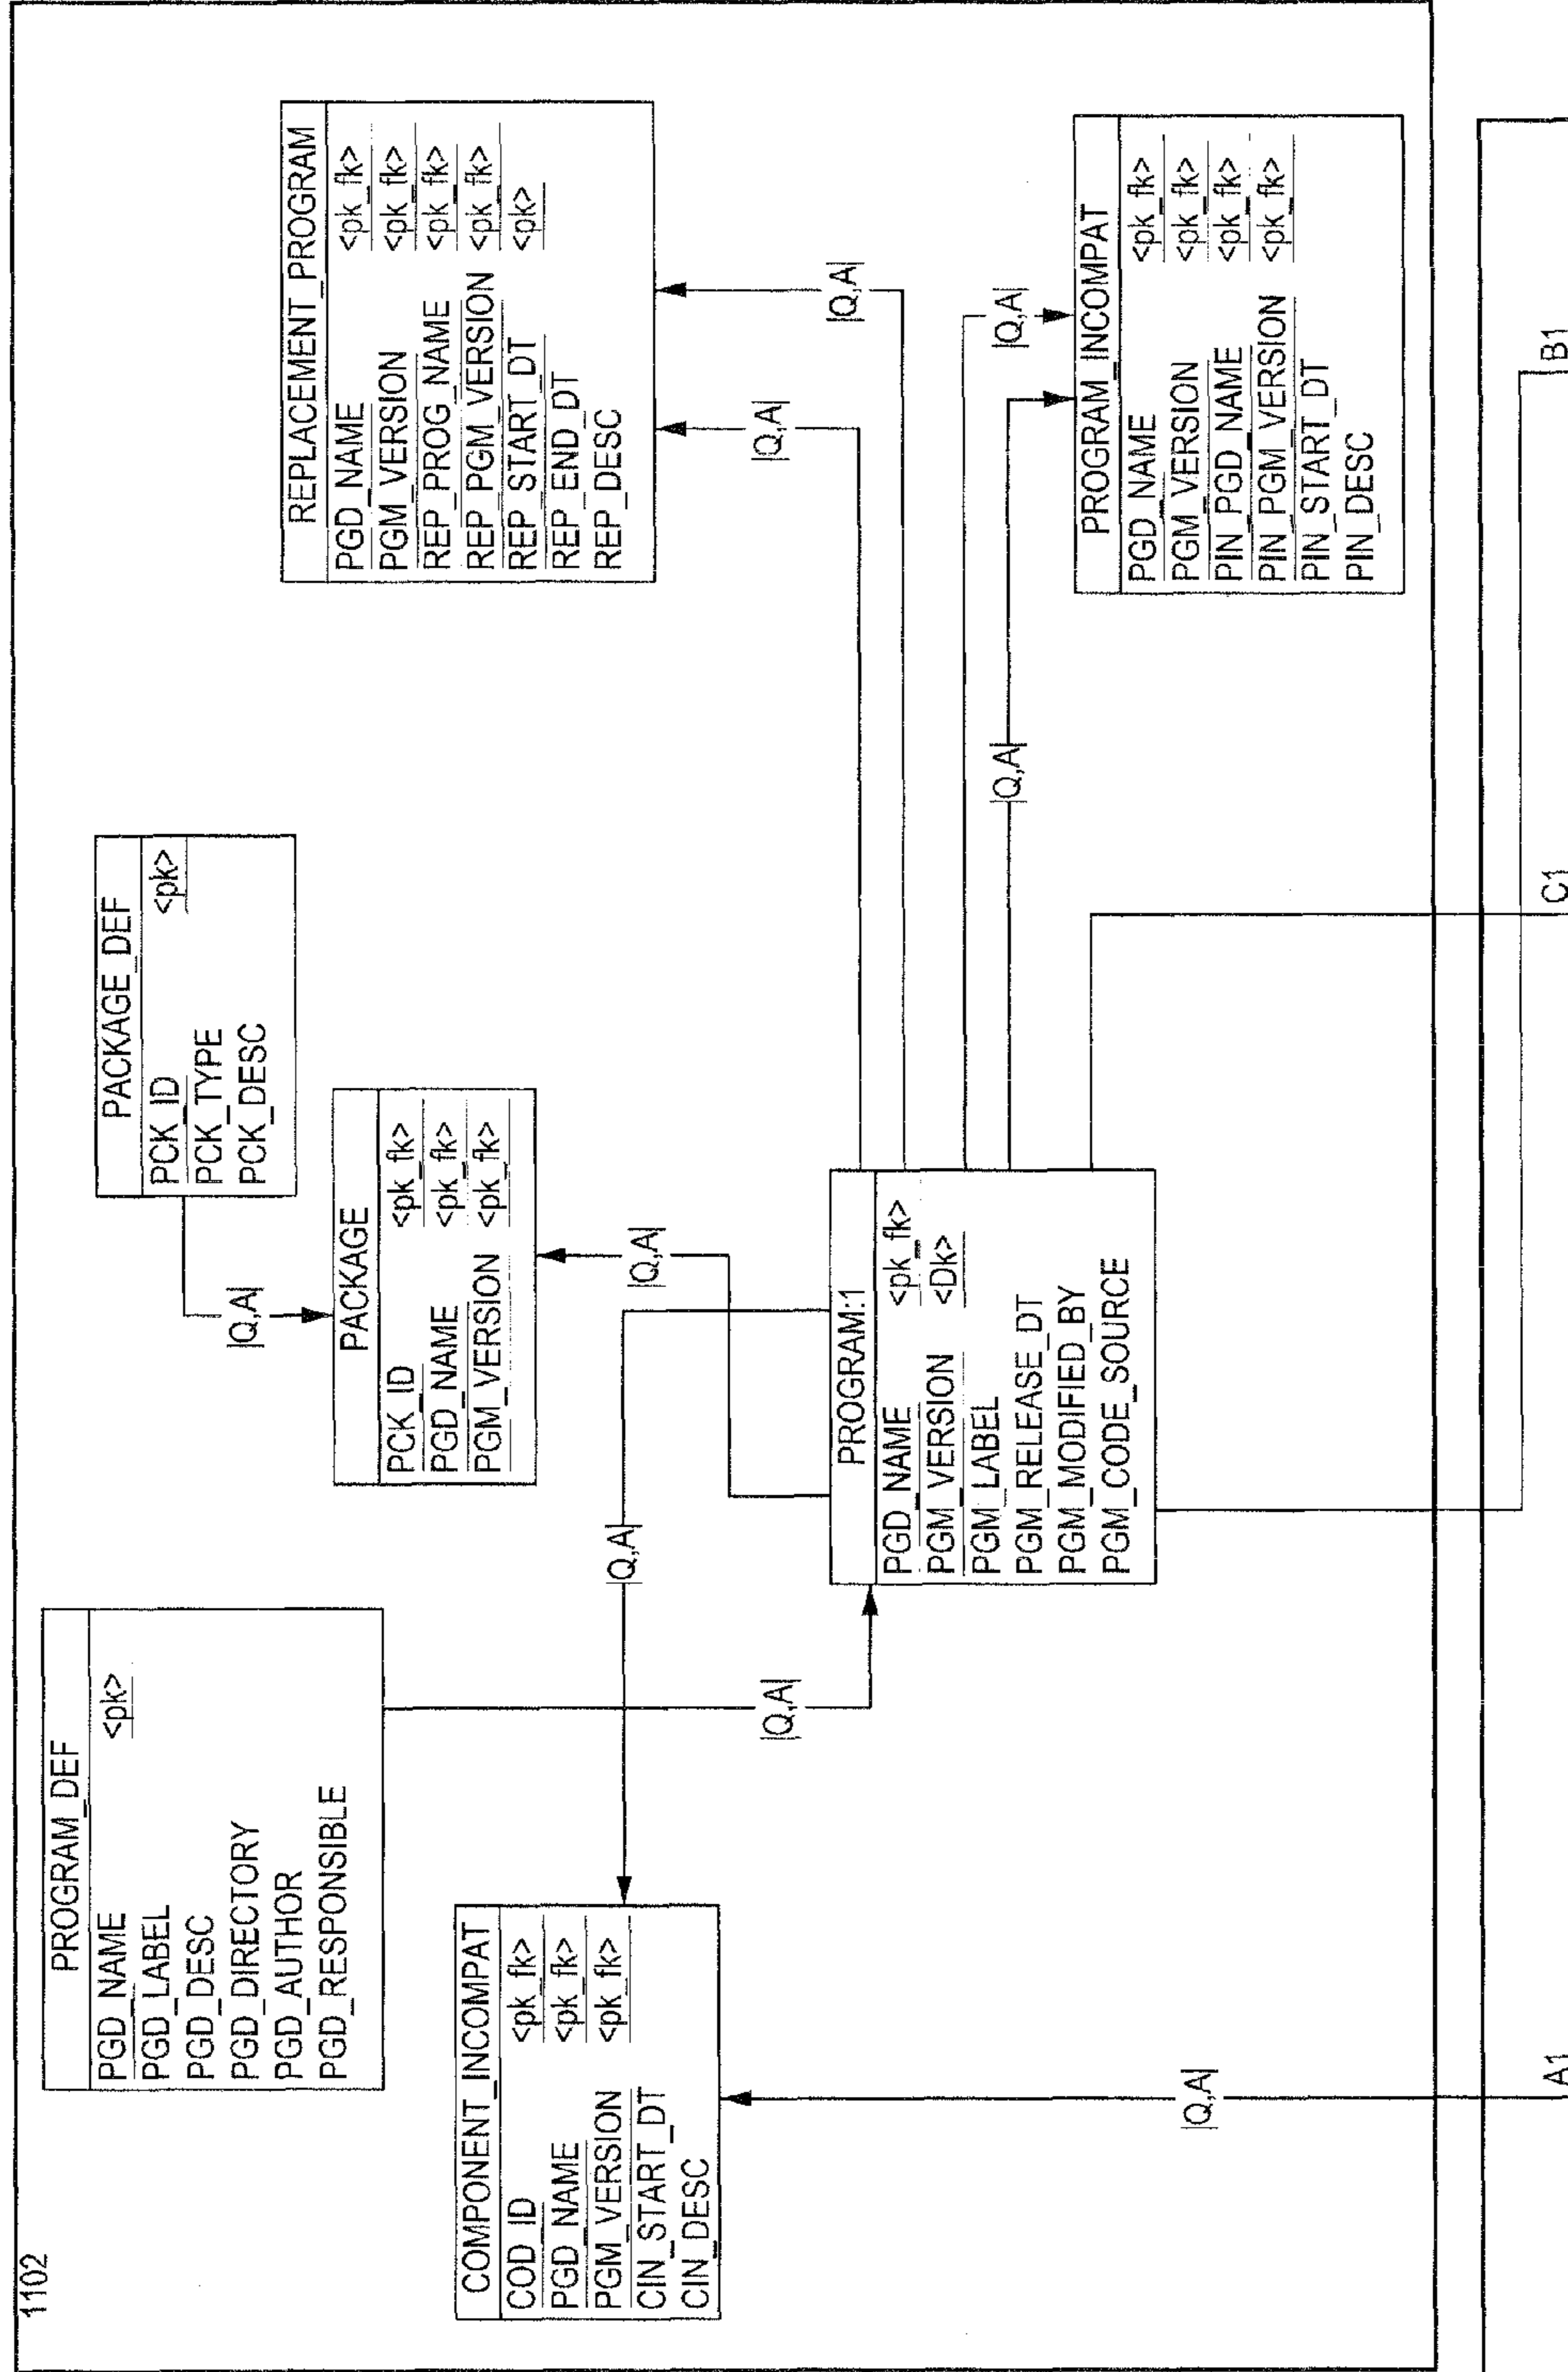 1102
PROGRAM_DEF
PGD_NAME <pk>
PGD_LABEL
PGD_DESC
PGD_DIRECTORY
PGD_AUTHOR
PGD_RESPONSIBLE
PACKAGE_DEF
PCK_ID <pk>
PCK_TYPE
PCK_DESC
|Q,A|
PACKAGE
PCK_ID <pk_fk>
PGD_NAME <pk_fk>
PGM_VERSION <pk_fk>
REPLACEMENT_PROGRAM
PGD_NAME <pk_fk>
PGM_VERSION <pk_fk>
REP_PROG_NAME <pk_fk>
REP_PGM_VERSION <pk_fk>
REP_START_DT <pk>
REP_END_DT
REP_DESC
COMPONENT_INCOMPAT
COD_ID <pk_fk>
PGD_NAME <pk_fk>
PGM_VERSION <pk_fk>
CIN_START_DT
CIN_DESC
|Q,A|
|Q,A|
|Q,A|
|Q,A|
|Q,A|
PROGRAM:1
PGD_NAME <pk_fk>
PGM_VERSION <Dk>
PGM_LABEL
PGM_RELEASE_DT
PGM_MODIFIED_BY
PGM_CODE_SOURCE
|Q,A|
|Q,A|
PROGRAM_INCOMPAT
PGD_NAME <pk_fk>
PGM_VERSION <pk_fk>
PIN_PGD_NAME <pk_fk>
PIN_PGM_VERSION <pk_fk>
PIN_START_DT
PIN_DESC
|Q,A|
A1
C1
B1